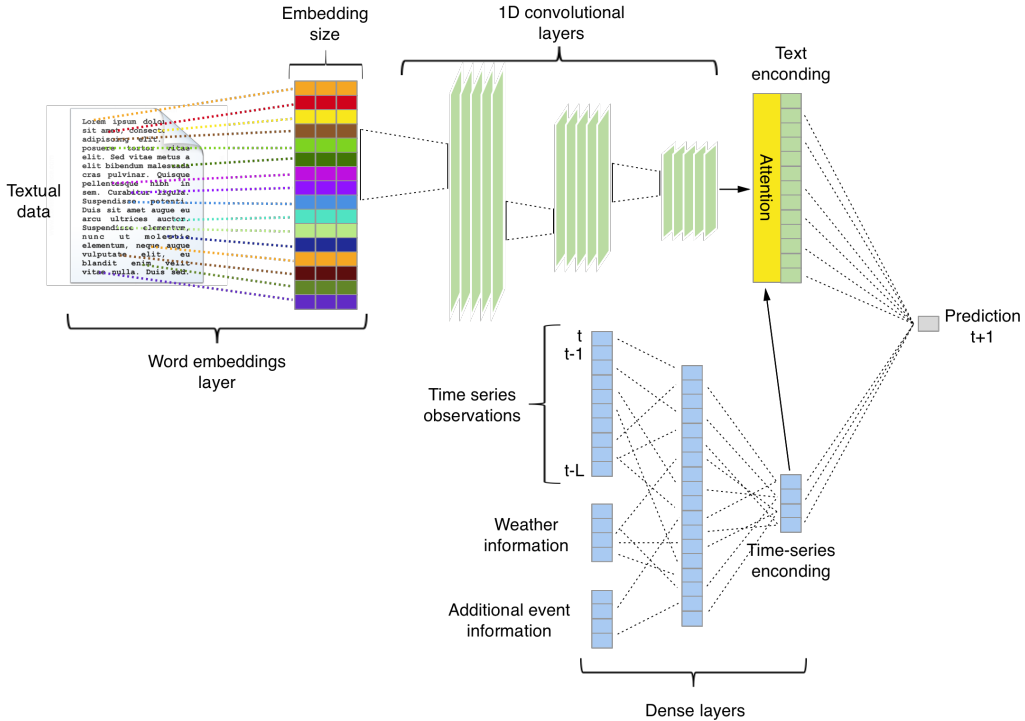 Embedding
size
1D convolutional
layers
Text
enconding
Textual
data
Lorem ipsum dolor
sit amet, consect
adipiscing elit.
posuere tortor vitae
elit. Sed vitae metus a
elit bibendum malesuada
cras pulvinar. Quisque
pellentesque nibh in
sem. Curabitur ligula.
Suspendisse potenti.
Duis sit amet augue eu
arcu ultrices auctor.
Suspendisse elementum,
nunc ut molestie
elementum, neque augue
vulputate elit, eu
blandit enim velit
vitae nulla. Duis sed.
Attention
Word embeddings
layer
Prediction
t+1
t
t-1
Time series
observations
t-L
Weather
information
Time-series
enconding
Additional event
information
Dense layers